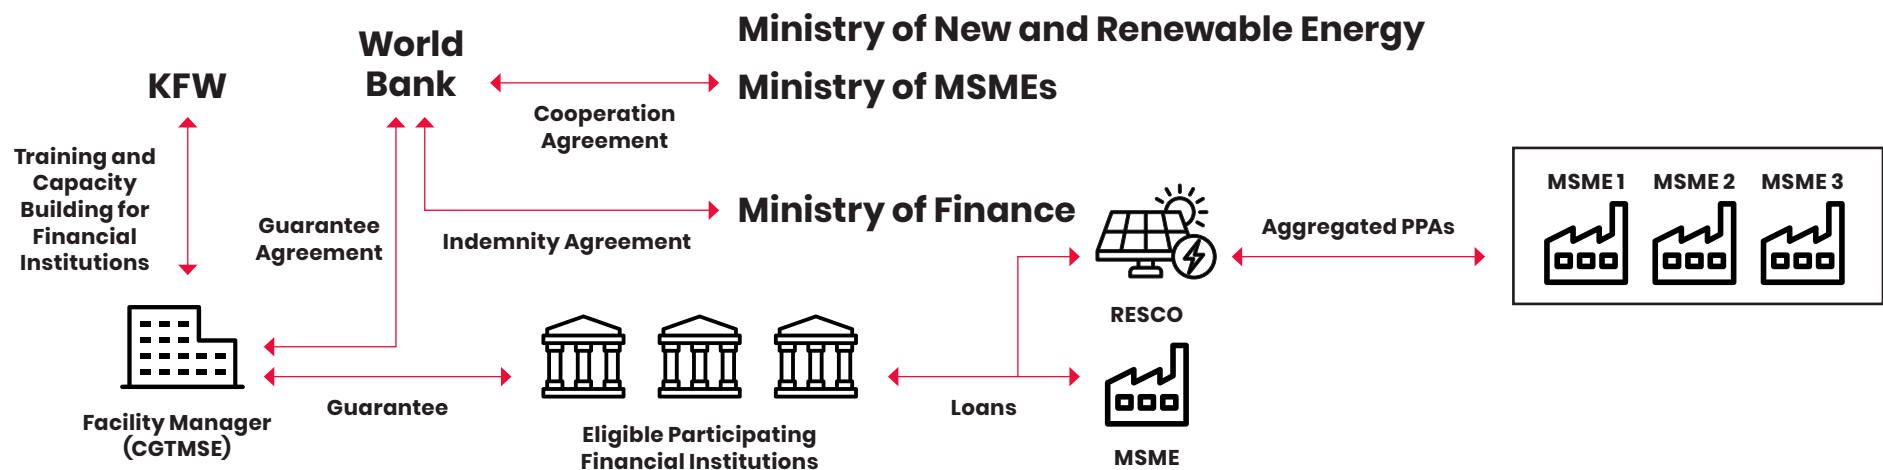 KFW
World
Bank
Ministry of New and Renewable Energy
Ministry of MSMEs
Cooperation
Agreement
Training and
Capacity
Building for
Financial
Institutions
Guarantee
Agreement
Indemnity Agreement
Ministry of Finance
Aggregated PPAs
MSME 1
MSME 2
MSME 3
RESCO
Facility Manager
(CGTMSE)
Guarantee
Eligible Participating
Financial Institutions
Loans
MSME